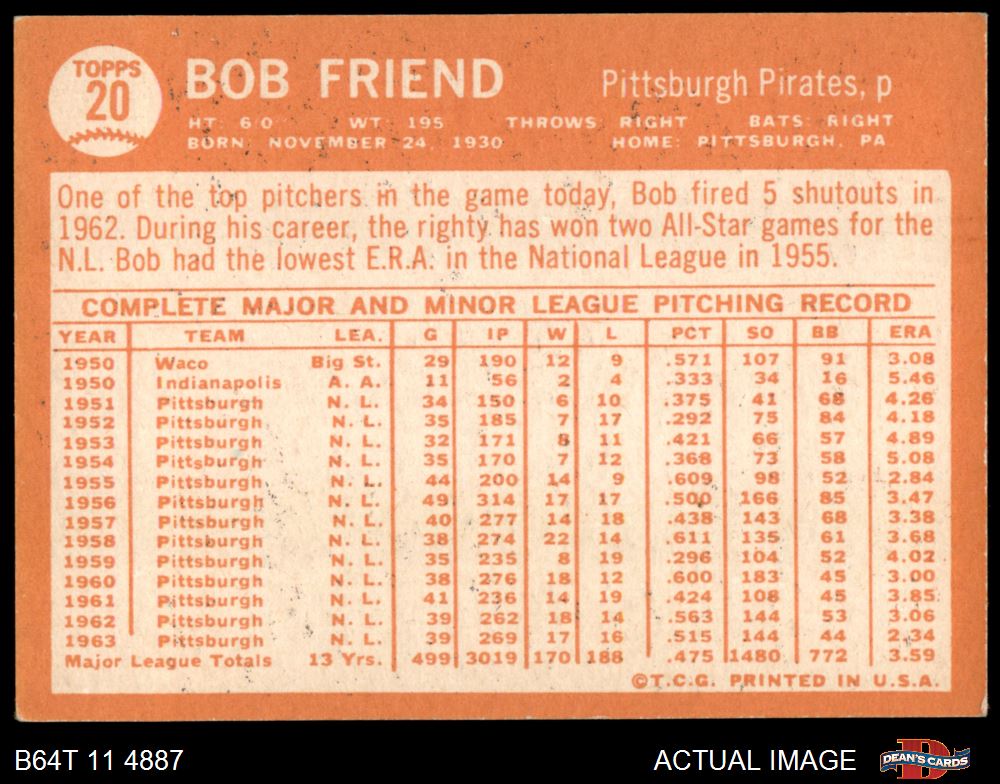 TOPPS
20
BOB FRIEND Pittsburgh Pirates, p
HT: 6'0 WT: 195 THROWS: RIGHT BATS: RIGHT
BORN: NOVEMBER 24, 1930 HOME: PITTSBURGH, PA
One of the top pitchers in the game today, Bob fired 5 shutouts in
1962. During his career, the righty has won two All-Star games for the
N.L. Bob had the lowest E.R.A. in the National League in 1955.
COMPLETE MAJOR AND MINOR LEAGUE PITCHING RECORD
YEAR TEAM LEA. G IP W L PCT SO BB ERA
1950 Waco Big St. 29 190 12 9 .571 107 91 3.08
1950 Indianapolis A. A. 11 56 2 4 .333 34 16 5.46
1951 Pittsburgh N. L. 34 150 6 10 .375 41 68 4.26
1952 Pittsburgh N. L. 35 185 7 17 .292 75 84 4.18
1953 Pittsburgh N. L. 32 171 8 11 .421 66 57 4.89
1954 Pittsburgh N. L. 35 170 7 12 .368 73 58 5.08
1955 Pittsburgh N. L. 44 200 14 9 .609 98 52 2.84
1956 Pittsburgh N. L. 49 314 17 17 .500 166 85 3.47
1957 Pittsburgh N. L. 40 277 14 18 .438 143 68 3.38
1958 Pittsburgh N. L. 38 274 22 14 .611 135 61 3.68
1959 Pittsburgh N. L. 35 235 8 19 .296 104 52 4.02
1960 Pittsburgh N. L. 38 276 18 12 .600 183 45 3.00
1961 Pittsburgh N. L. 41 236 14 19 .424 108 45 3.85
1962 Pittsburgh N. L. 39 262 18 14 .563 144 53 3.06
1963 Pittsburgh N. L. 39 269 17 16 .515 144 44 2.34
Major League Totals 13 Yrs. 499 3019 170 188 .475 1480 772 3.59
©T.C.G. PRINTED IN U.S.A.
B64T 11 4887 ACTUAL IMAGE DEAN'S CARDS